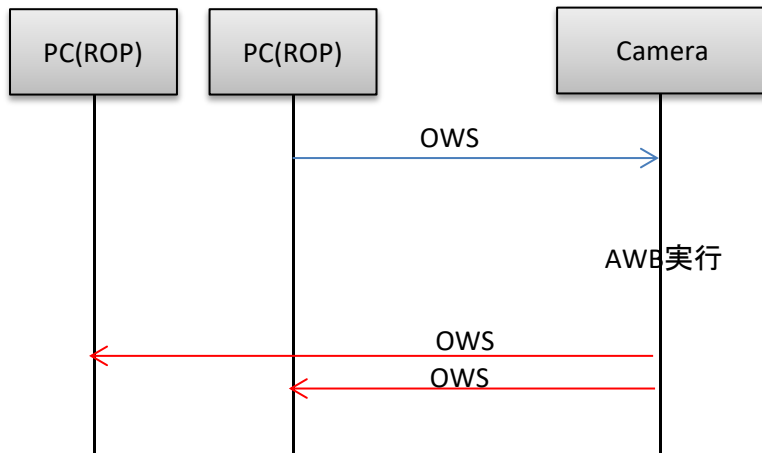 PC(ROP)
PC(ROP)
Camera
OWS
AWB実行
OWS
OWS